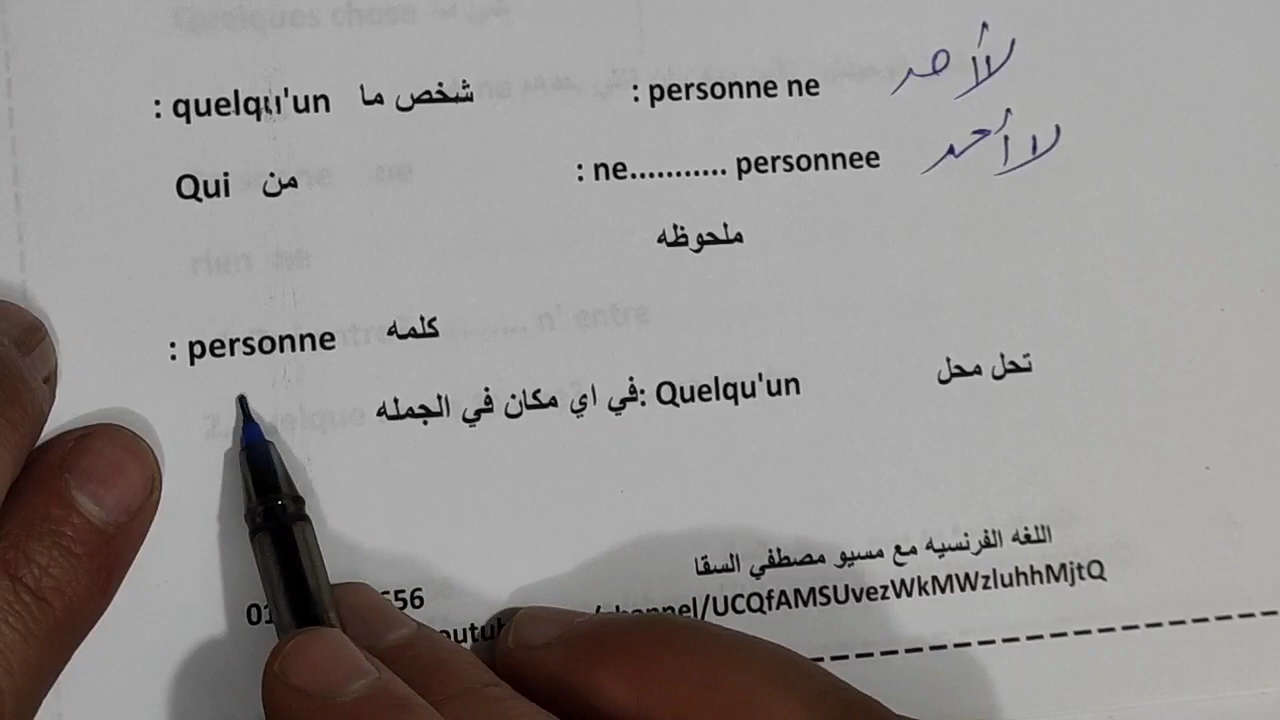 : quelqu'un شخص ما : personne ne لا أحد
Qui من : ne........... personnee لا أحد
ملحوظه
: personne كلمه
تحل محل Quelqu'un: في اي مكان في الجمله
اللغه الفرنسيه مع مسيو مصطفي السقا
/channel/UCQfAMSUvezWkMWzluhhMjtQ